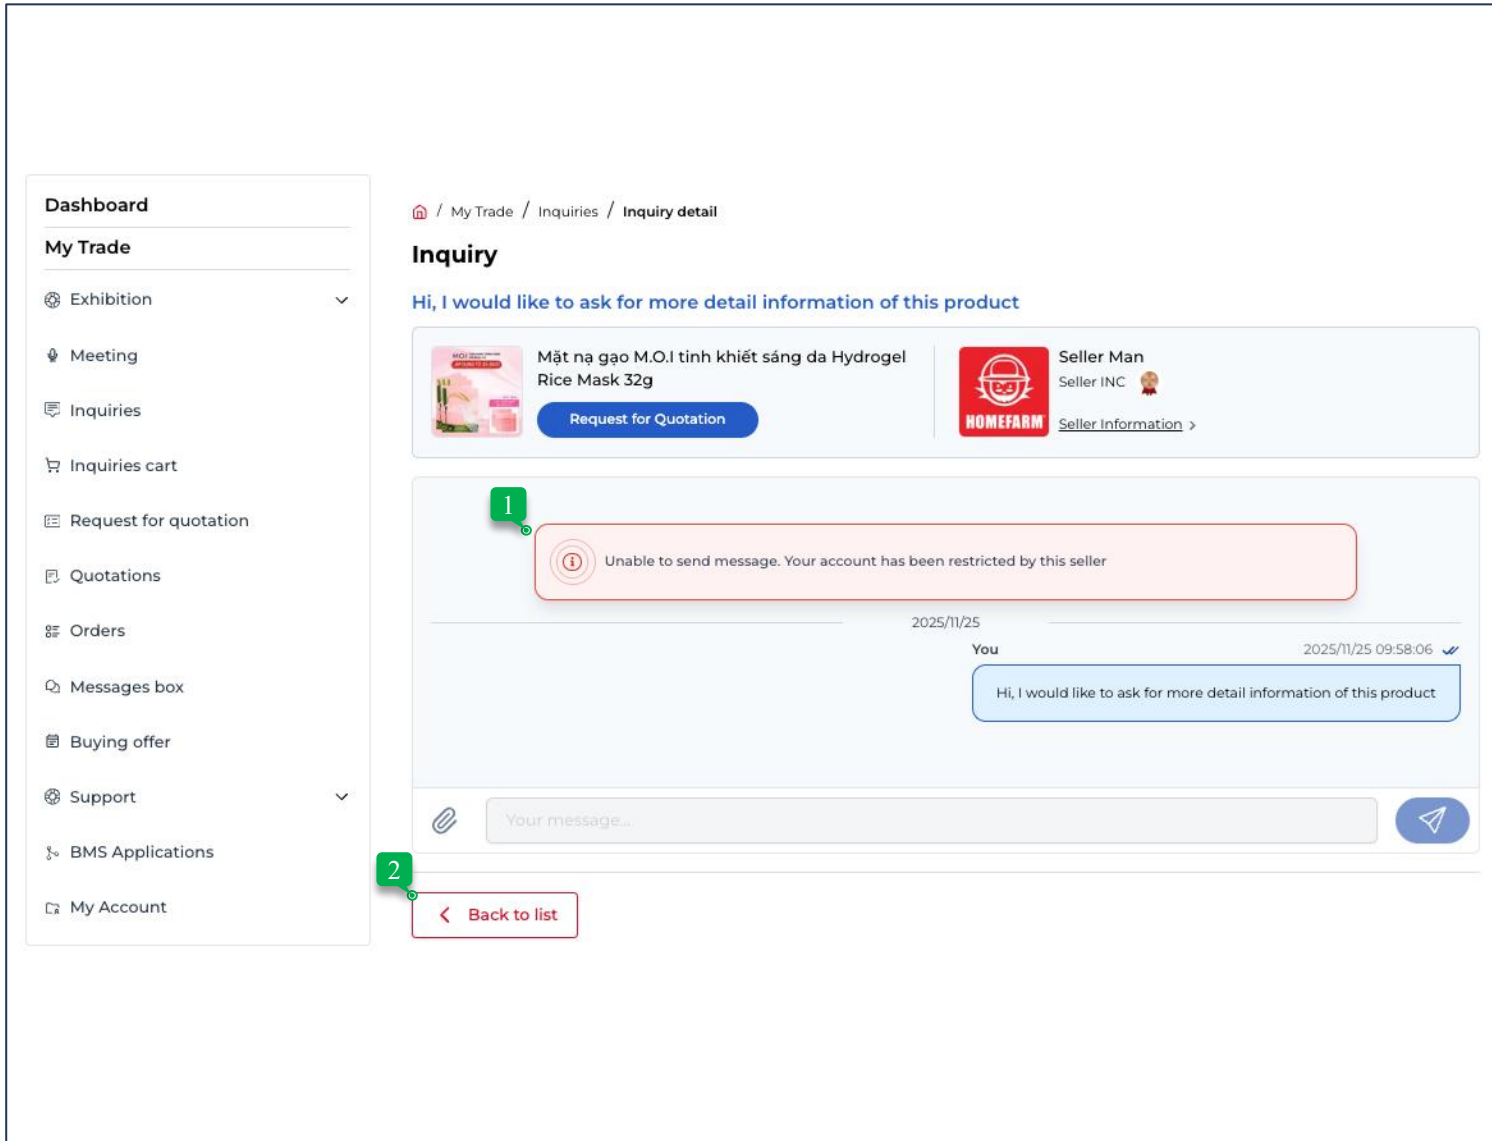 Dashboard
My Trade
Exhibition
Meeting
Inquiries
Inquiries cart
Request for quotation
Quotations
Orders
Messages box
Buying offer
Support
BMS Applications
My Account
/ My Trade / Inquiries / Inquiry detail
Inquiry
Hi, I would like to ask for more detail information of this product
Mặt nạ gạo M.O.I tinh khiết sáng da Hydrogel
Rice Mask 32g
Request for Quotation
HOMEFARM
Seller Man
Seller INC
Seller Information >
1
Unable to send message. Your account has been restricted by this seller
2025/11/25
You 2025/11/25 09:58:06
Hi, I would like to ask for more detail information of this product
Your message...
2
Back to list